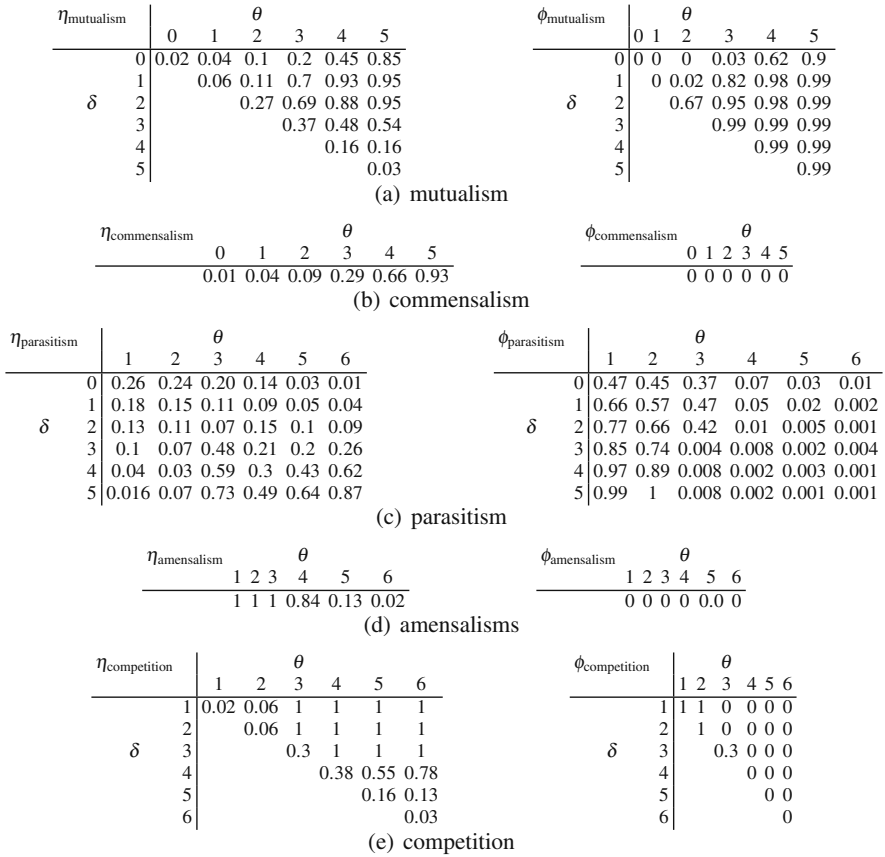 η_mutualism θ
0 1 2 3 4 5
0 0.02 0.04 0.1 0.2 0.45 0.85
1 0.06 0.11 0.7 0.93 0.95
δ 2 0.27 0.69 0.88 0.95
3 0.37 0.48 0.54
4 0.16 0.16
5 0.03
ϕ_mutualism θ
0 1 2 3 4 5
0 0 0 0 0.03 0.62 0.9
1 0 0.02 0.82 0.98 0.99
δ 2 0.67 0.95 0.98 0.99
3 0.99 0.99 0.99
4 0.99 0.99
5 0.99
(a) mutualism
η_commensalism θ
0 1 2 3 4 5
0.01 0.04 0.09 0.29 0.66 0.93
ϕ_commensalism θ
0 1 2 3 4 5
0 0 0 0 0 0
(b) commensalism
η_parasitism θ
1 2 3 4 5 6
0 0.26 0.24 0.20 0.14 0.03 0.01
1 0.18 0.15 0.11 0.09 0.05 0.04
δ 2 0.13 0.11 0.07 0.15 0.1 0.09
3 0.1 0.07 0.48 0.21 0.2 0.26
4 0.04 0.03 0.59 0.3 0.43 0.62
5 0.016 0.07 0.73 0.49 0.64 0.87
ϕ_parasitism θ
1 2 3 4 5 6
0 0.47 0.45 0.37 0.07 0.03 0.01
1 0.66 0.57 0.47 0.05 0.02 0.002
δ 2 0.77 0.66 0.42 0.01 0.005 0.001
3 0.85 0.74 0.004 0.008 0.002 0.004
4 0.97 0.89 0.008 0.002 0.003 0.001
5 0.99 1 0.008 0.002 0.001 0.001
(c) parasitism
η_amensalism θ
1 2 3 4 5 6
1 1 1 0.84 0.13 0.02
ϕ_amensalism θ
1 2 3 4 5 6
0 0 0 0 0.0 0
(d) amensalisms
η_competition θ
1 2 3 4 5 6
1 0.02 0.06 1 1 1 1
2 0.06 1 1 1 1
δ 3 0.3 1 1 1
4 0.38 0.55 0.78
5 0.16 0.13
6 0.03
ϕ_competition θ
1 2 3 4 5 6
1 1 1 0 0 0 0
2 1 0 0 0 0
δ 3 0.3 0 0 0
4 0 0 0
5 0 0
6 0
(e) competition